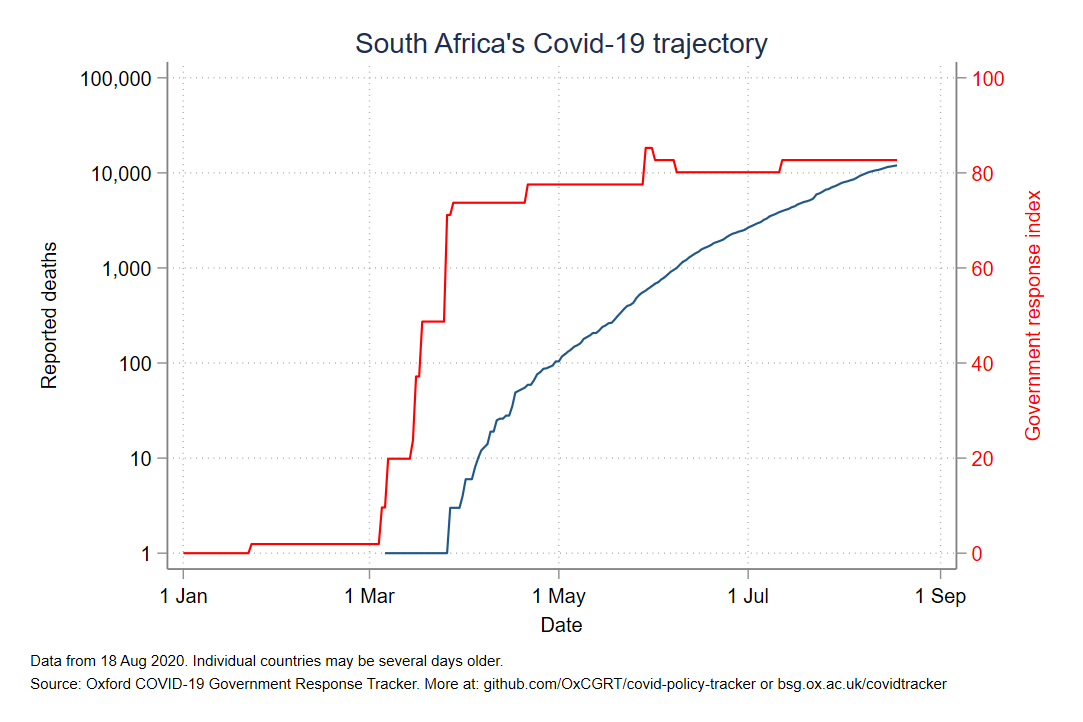 South Africa's Covid-19 trajectory
100,000
10,000
1,000
100
10
1
Reported deaths
100
80
60
40
20
0
Government response index
1 Jan 1 Mar 1 May 1 Jul 1 Sep
Date
Data from 18 Aug 2020. Individual countries may be several days older.
Source: Oxford COVID-19 Government Response Tracker. More at: github.com/OxCGRT/covid-policy-tracker or bsg.ox.ac.uk/covidtracker